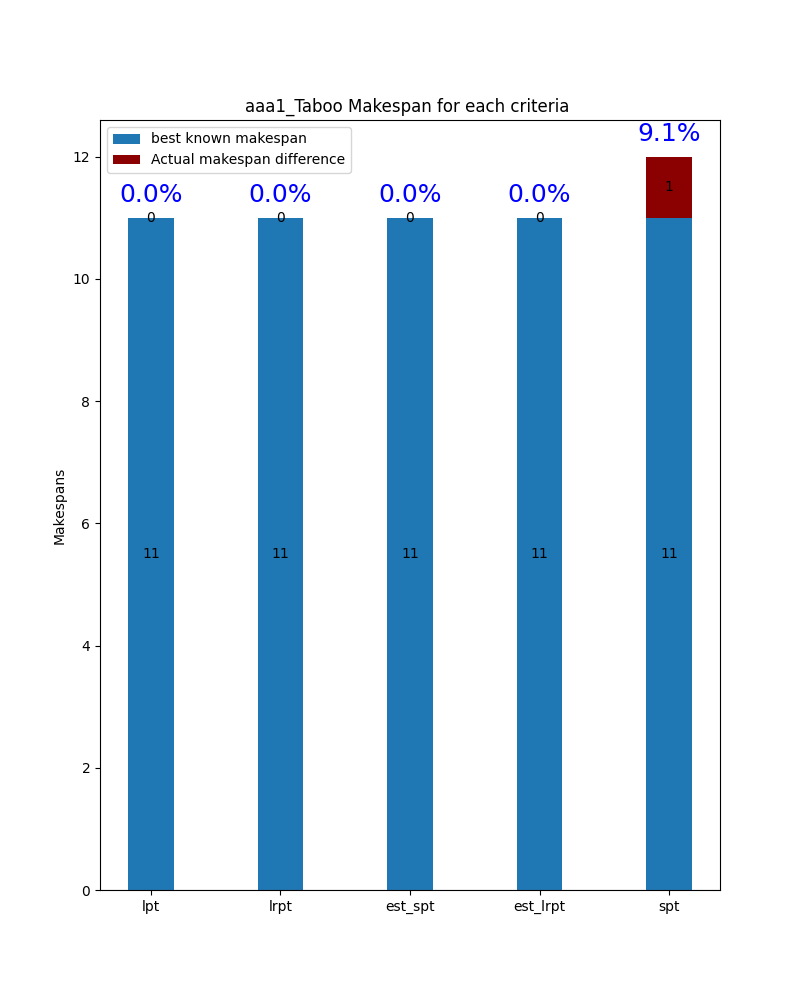 aaa1_Taboo Makespan for each criteria
best known makespan
Actual makespan difference
9.1%
0.0% 0.0% 0.0% 0.0%
0 0 0 0 1
11 11 11 11 11
Makespans
12
10
8
6
4
2
0
lpt lrpt est_spt est_lrpt spt